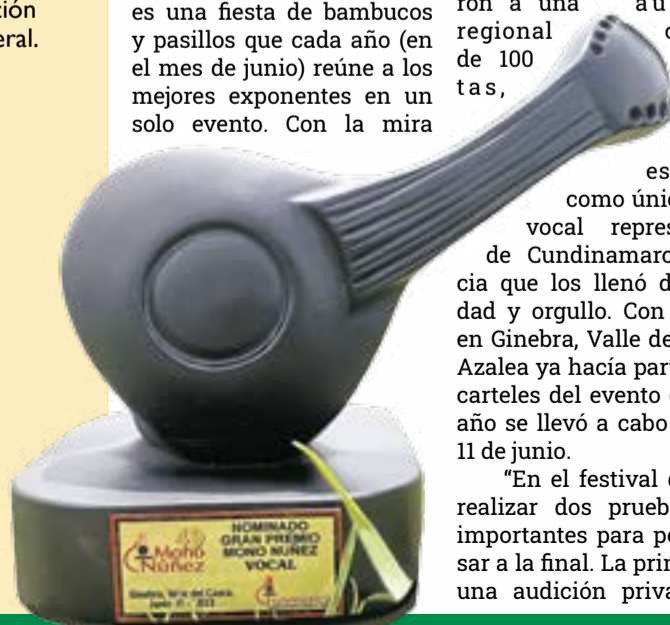 ción
eral.
es una fiesta de bambucos
y pasillos que cada año (en
el mes de junio) reúne a los
mejores exponentes en un
solo evento. Con la mira
ron a una au
regional
de 100
tas,
es
como únic
vocal repres
de Cundinamarc
cia que los llenó d
dad y orgullo. Con
en Ginebra, Valle de
Azalea ya hacía part
carteles del evento
año se llevó a cabo
11 de junio.
“En el festival
realizar dos prueb
importantes para p
sar a la final. La prim
una audición priva
Mono
Núñez
NOMINADO
GRAN PREMIO
MONO NUÑEZ
VOCAL